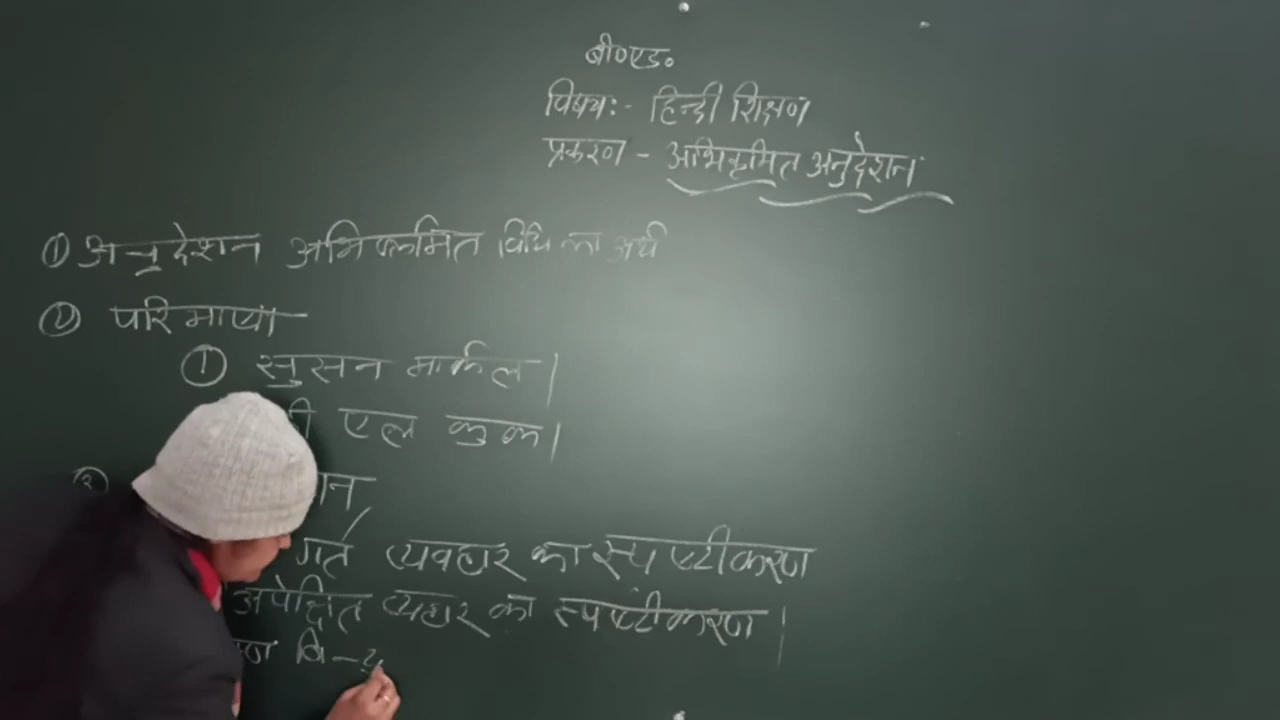 बी०एड०
विषय:- हिन्दी शिक्षण
प्रकरण - अभिक्रमित अनुदेशन
① अनुदेशन अभिक्रमित विधि का अर्थ
② परिभाषा
① सुसन मार्कल।
एल कुक।
③
व्यवहार का स्पष्टीकरण
अपेक्षित व्यहार का स्पष्टीकरण।